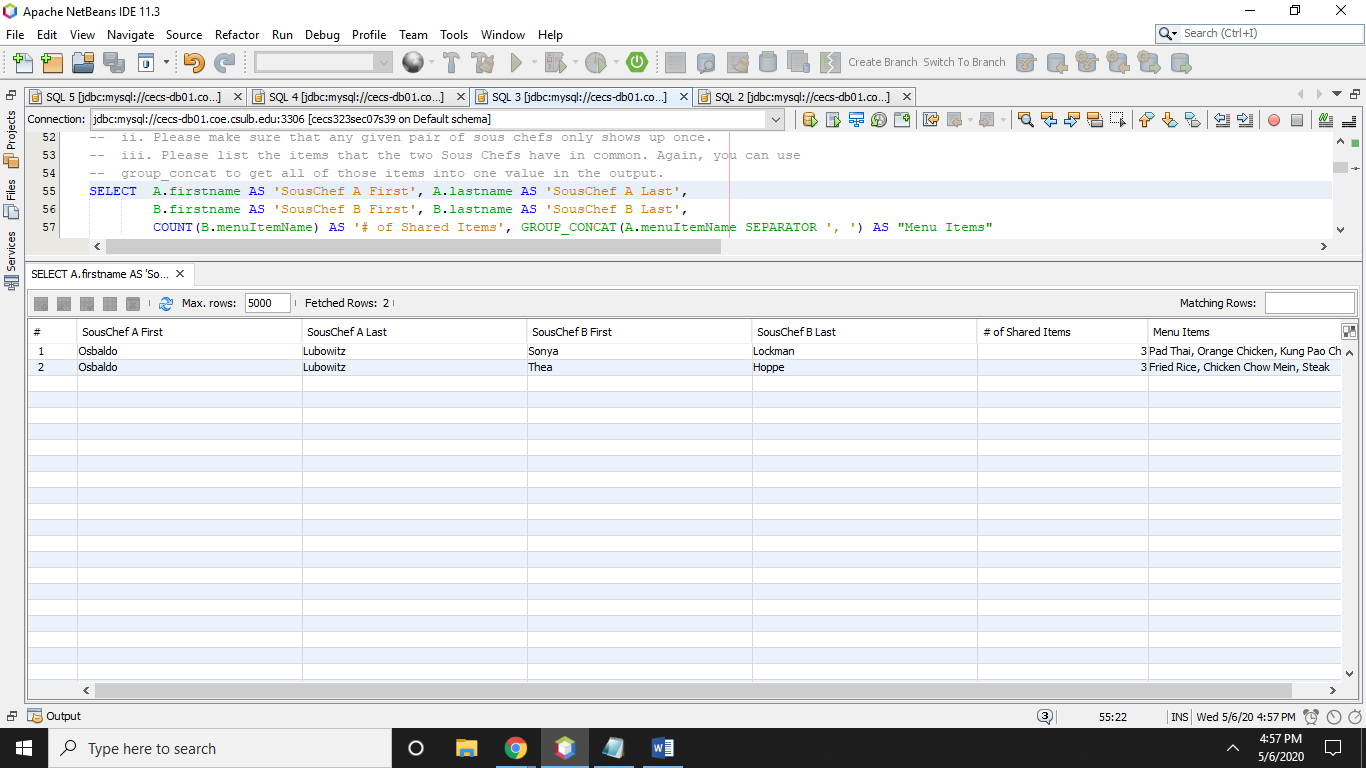 Apache NetBeans IDE 11.3
File Edit View Navigate Source Refactor Run Debug Profile Team Tools Window Help
Search (Ctrl+I)
Create Branch Switch To Branch
SQL 5 [jdbc:mysql://cecs-db01.co...] SQL 4 [jdbc:mysql://cecs-db01.co...] SQL 3 [jdbc:mysql://cecs-db01.co...] SQL 2 [jdbc:mysql://cecs-db01.co...]
Projects
Files
Services
Connection: jdbc:mysql://cecs-db01.coe.csulb.edu:3306 [cecs323sec07s39 on Default schema]
52 -- ii. Please make sure that any given pair of sous chefs only shows up once.
53 -- iii. Please list the items that the two Sous Chefs have in common. Again, you can use
54 -- group_concat to get all of those items into one value in the output.
55 SELECT A.firstname AS 'SousChef A First', A.lastname AS 'SousChef A Last',
56 B.firstname AS 'SousChef B First', B.lastname AS 'SousChef B Last',
57 COUNT(B.menuItemName) AS '# of Shared Items', GROUP_CONCAT(A.menuItemName SEPARATOR ', ') AS "Menu Items"
SELECT A.firstname AS 'So...
Max. rows: 5000 Fetched Rows: 2 Matching Rows:
# SousChef A First SousChef A Last SousChef B First SousChef B Last # of Shared Items Menu Items
1 Osbaldo Lubowitz Sonya Lockman 3 Pad Thai, Orange Chicken, Kung Pao Ch
2 Osbaldo Lubowitz Thea Hoppe 3 Fried Rice, Chicken Chow Mein, Steak
Output
3 55:22 INS Wed 5/6/20 4:57 PM
Type here to search
4:57 PM
5/6/2020